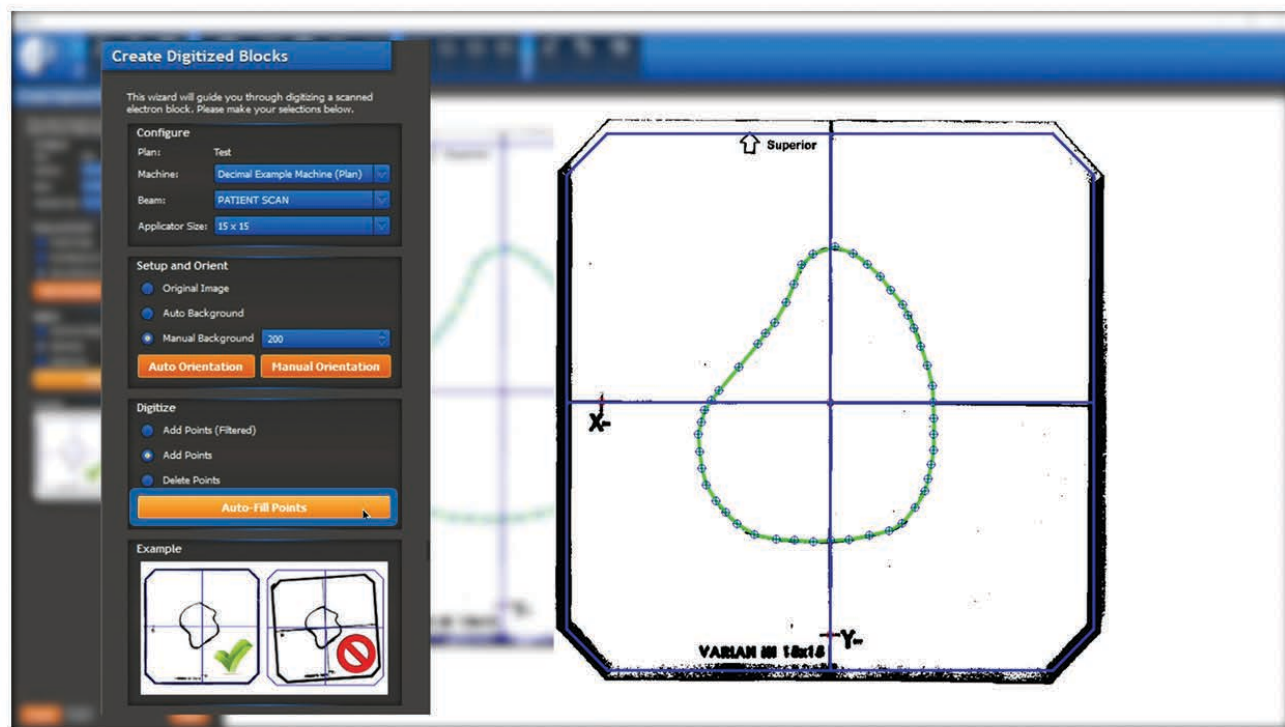 Create Digitized Blocks
This wizard will guide you through digitizing a scanned
electron block. Please make your selections below.
Configure
Plan: Test
Machine: Decimal Example Machine (Plan)
Beam: PATIENT SCAN
Applicator Size: 15 x 15
Setup and Orient
Original Image
Auto Background
Manual Background 200
Auto Orientation Manual Orientation
Digitize
Add Points (Filtered)
Add Points
Delete Points
Auto-Fill Points
Example
Superior
X-
Y-
VARIAN III 15x15